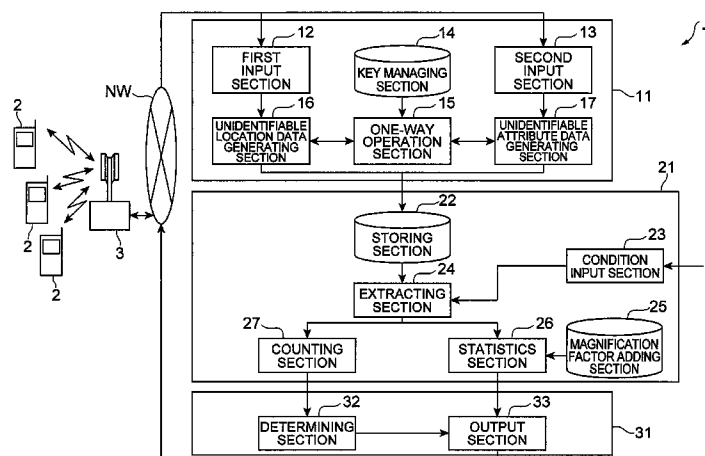 12
14
13
FIRST
INPUT
SECTION
KEY MANAGING
SECTION
SECOND
INPUT
SECTION
11
NW
16
15
17
UNIDENTIFIABLE
LOCATION DATA
GENERATING
SECTION
ONE-WAY
OPERATION
SECTION
UNIDENTIFIABLE
ATTRIBUTE DATA
GENERATING
SECTION
2
2
2
3
21
22
STORING
SECTION
23
CONDITION
INPUT SECTION
24
EXTRACTING
SECTION
27
COUNTING
SECTION
26
STATISTICS
SECTION
25
MAGNIFICATION
FACTOR ADDING
SECTION
32
DETERMINING
SECTION
33
OUTPUT
SECTION
31